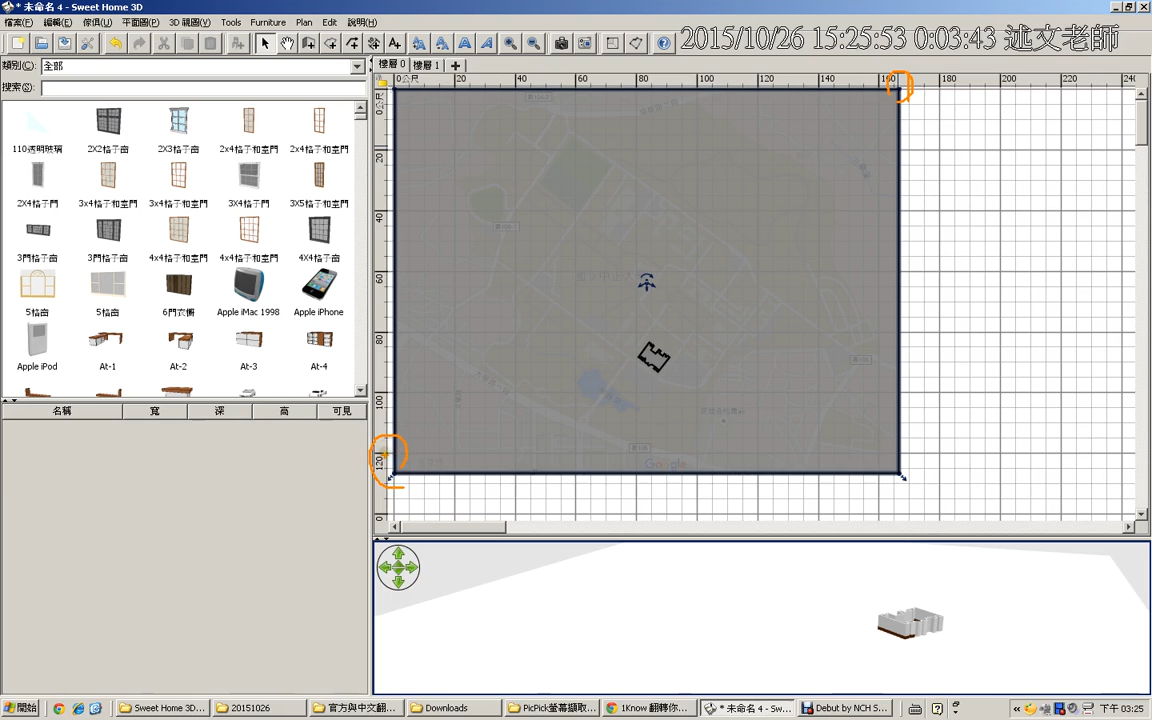 * 未命名 4 - Sweet Home 3D
檔案(F) 編輯(E) 傢俱(U) 平面圖(P) 3D 視圖(V) Tools Furniture Plan Edit 說明(H)
2015/10/26 15:25:53 0:03:43 述文老師
類別(C): 全部
搜索(S):
樓層 0 樓層 1
0公尺 20 40 60 80 100 120 140 160 180 200 220 240
0公尺
20
40
60
80
100
120
110透明玻璃 2X2格子窗 2X3格子窗 2x4格子和室門 2x4格子和室門
2X4格子門 3x4格子和室門 3x4格子和室門 3X4格子門 3X5格子和室門
3門格子窗 3門格子窗 4x4格子和室門 4x4格子和室門 4X4格子窗
5格窗 5格窗 6門衣櫥 Apple iMac 1998 Apple iPhone
Apple iPod At-1 At-2 At-3 At-4
名稱 寬 深 高 可見
Google
開始 Sweet Home 3D... 20151026 官方與中文翻... Downloads PicPick螢幕擷取... 1Know 翻轉你... * 未命名 4 - Sw... Debut by NCH S... 下午 03:25